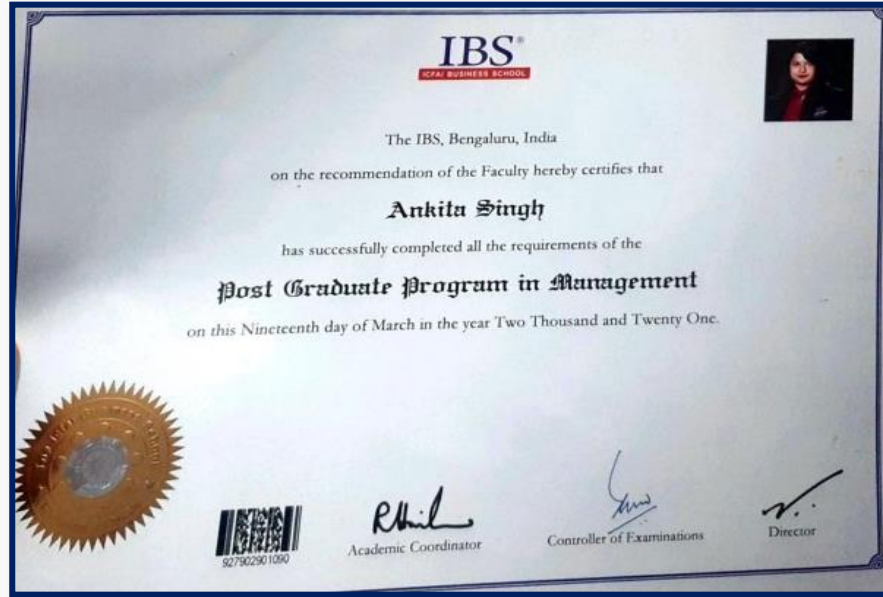 IBS®
ICFAI BUSINESS SCHOOL
The IBS, Bengaluru, India
on the recommendation of the Faculty hereby certifies that
Ankita Singh
has successfully completed all the requirements of the
Post Graduate Program in Management
on this Nineteenth day of March in the year Two Thousand and Twenty One.
927902901090
Academic Coordinator
Controller of Examinations
Director